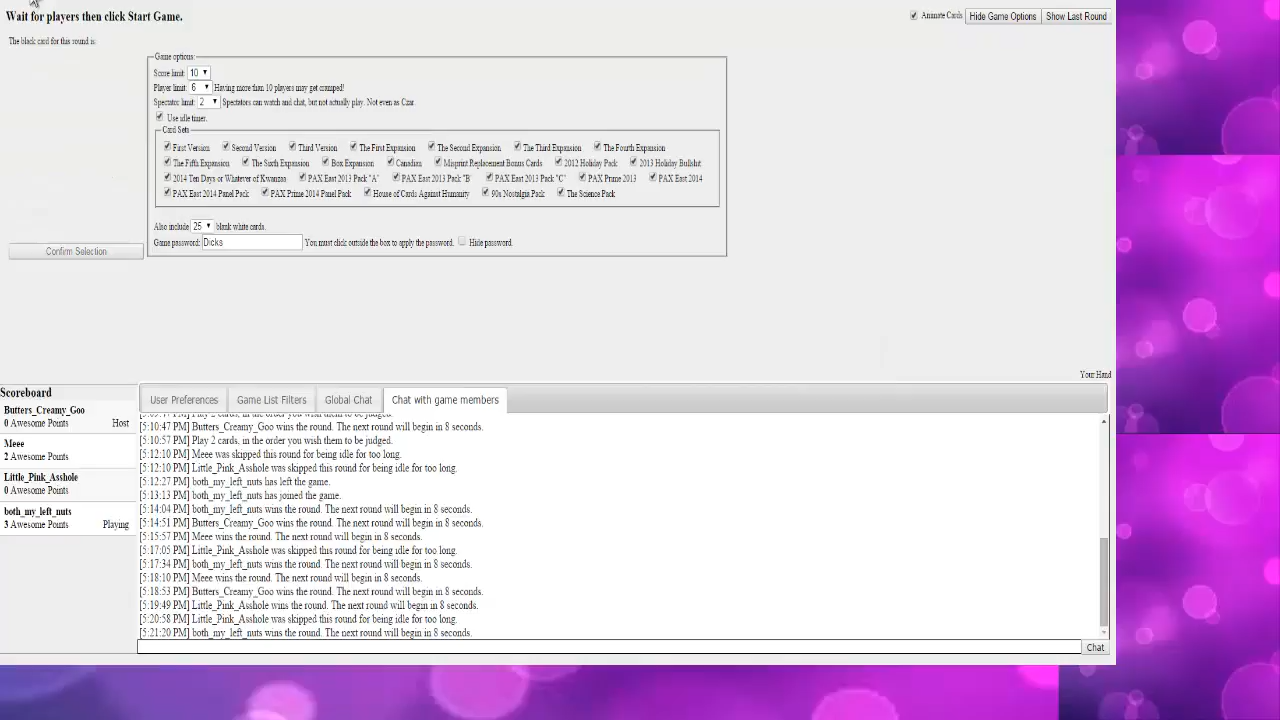 Wait for players then click Start Game.
Animate Cards Hide Game Options Show Last Round
The black card for this round is
Game options:
Score limit: 10
Player limit: 6 Having more than 10 players may get cramped!
Spectator limit: 2 Spectators can watch and chat, but not actually play. Not even as Czar.
Use idle timer.
Card Sets
First Version Second Version Third Version The First Expansion The Second Expansion The Third Expansion The Fourth Expansion
The Fifth Expansion The Sixth Expansion Box Expansion Canadian Misprint Replacement Bonus Cards 2012 Holiday Pack 2013 Holiday Bullshit
2014 Ten Days or Whatever of Kwanzaa PAX East 2013 Pack "A" PAX East 2013 Pack "B" PAX East 2013 Pack "C" PAX Prime 2013 PAX East 2014
PAX East 2014 Panel Pack PAX Prime 2014 Panel Pack House of Cards Against Humanity 90s Nostalgia Pack The Science Pack
Also include 25 blank white cards.
Game password: Dicks You must click outside the box to apply the password. Hide password.
Confirm Selection
Your Hand
Scoreboard
Butters_Creamy_Goo
0 Awesome Points Host
Meee
2 Awesome Points
Little_Pink_Asshole
0 Awesome Points
both_my_left_nuts
3 Awesome Points Playing
User Preferences Game List Filters Global Chat Chat with game members
[5:09:47 PM] Play 2 cards, in the order you wish them to be judged.
[5:10:47 PM] Butters_Creamy_Goo wins the round. The next round will begin in 8 seconds.
[5:10:57 PM] Play 2 cards, in the order you wish them to be judged.
[5:12:10 PM] Meee was skipped this round for being idle for too long.
[5:12:10 PM] Little_Pink_Asshole was skipped this round for being idle for too long.
[5:12:27 PM] both_my_left_nuts has left the game.
[5:13:13 PM] both_my_left_nuts has joined the game.
[5:14:04 PM] both_my_left_nuts wins the round. The next round will begin in 8 seconds.
[5:14:51 PM] Butters_Creamy_Goo wins the round. The next round will begin in 8 seconds.
[5:15:57 PM] Meee wins the round. The next round will begin in 8 seconds.
[5:17:05 PM] Little_Pink_Asshole was skipped this round for being idle for too long.
[5:17:34 PM] both_my_left_nuts wins the round. The next round will begin in 8 seconds.
[5:18:10 PM] Meee wins the round. The next round will begin in 8 seconds.
[5:18:53 PM] Butters_Creamy_Goo wins the round. The next round will begin in 8 seconds.
[5:19:49 PM] Little_Pink_Asshole wins the round. The next round will begin in 8 seconds.
[5:20:58 PM] Little_Pink_Asshole was skipped this round for being idle for too long.
[5:21:20 PM] both_my_left_nuts wins the round. The next round will begin in 8 seconds.
Chat